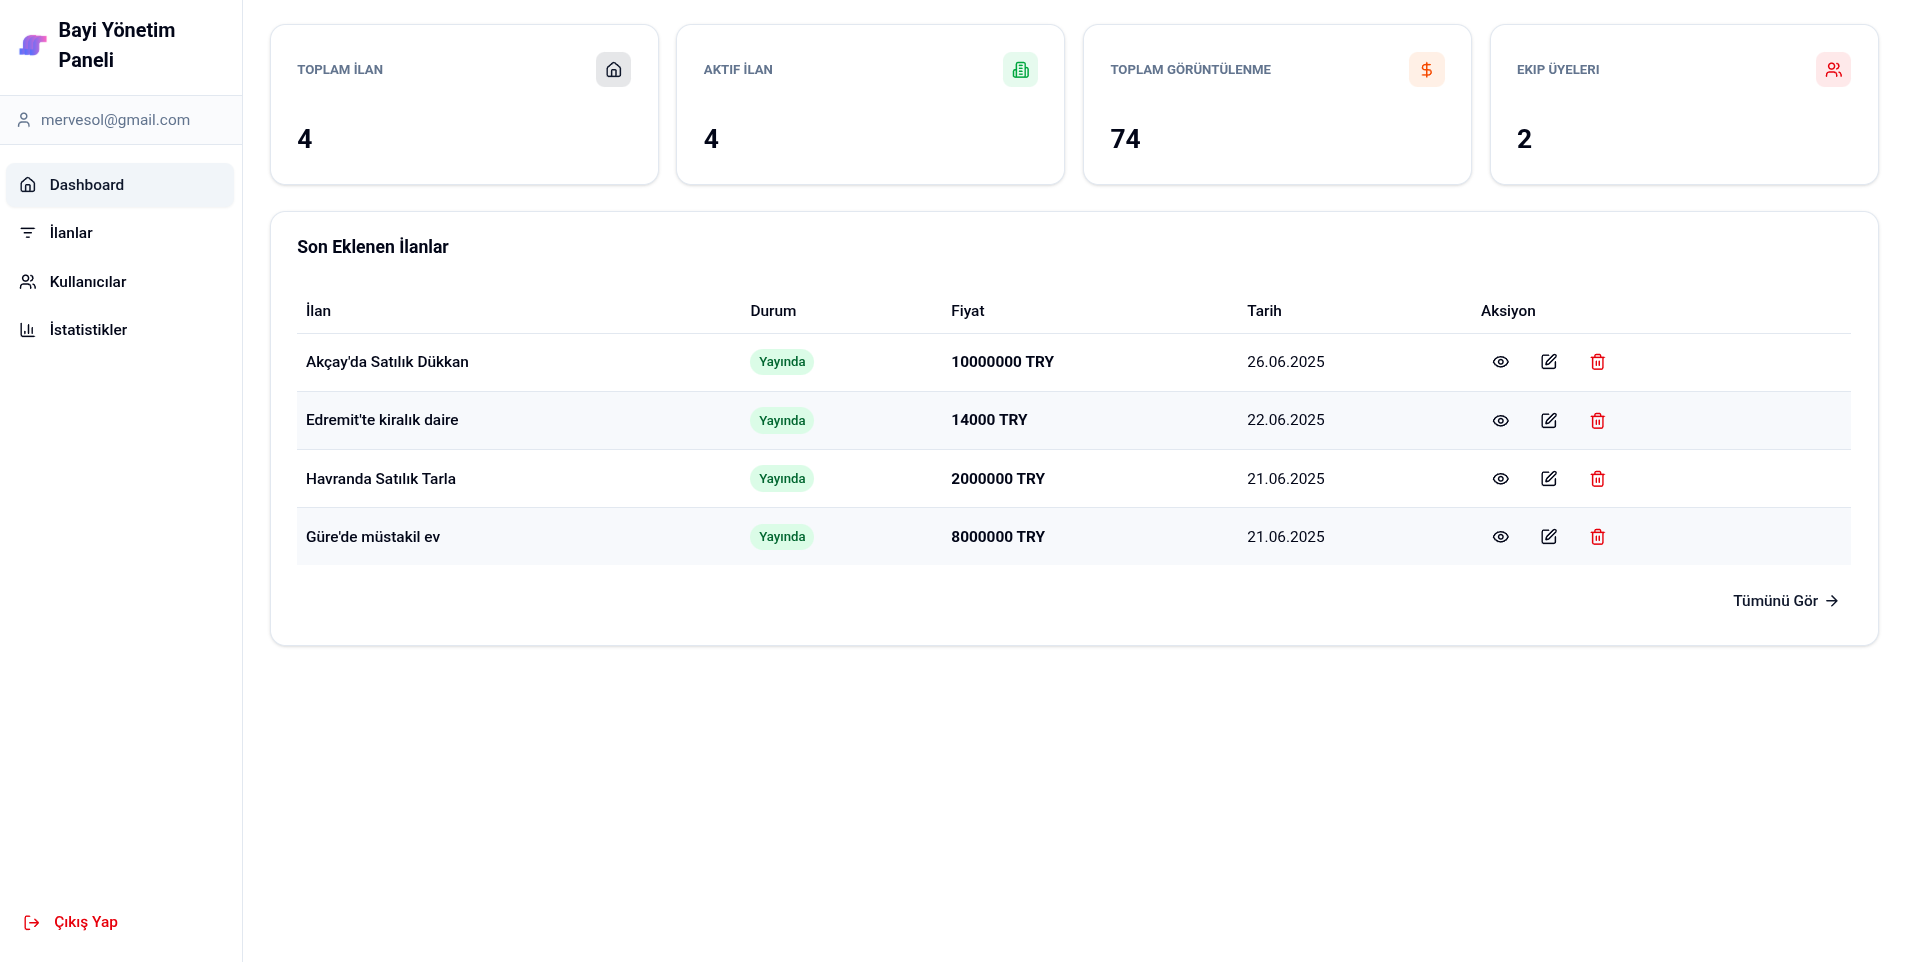 Bayi Yönetim
Paneli
mervesol@gmail.com
Dashboard
İlanlar
Kullanıcılar
İstatistikler
Çıkış Yap
TOPLAM İLAN
4
AKTIF İLAN
4
TOPLAM GÖRÜNTÜLENME
74
EKIP ÜYELERI
2
Son Eklenen İlanlar
İlan Durum Fiyat Tarih Aksiyon
Akçay'da Satılık Dükkan Yayında 10000000 TRY 26.06.2025
Edremit'te kiralık daire Yayında 14000 TRY 22.06.2025
Havranda Satılık Tarla Yayında 2000000 TRY 21.06.2025
Güre'de müstakil ev Yayında 8000000 TRY 21.06.2025
Tümünü Gör